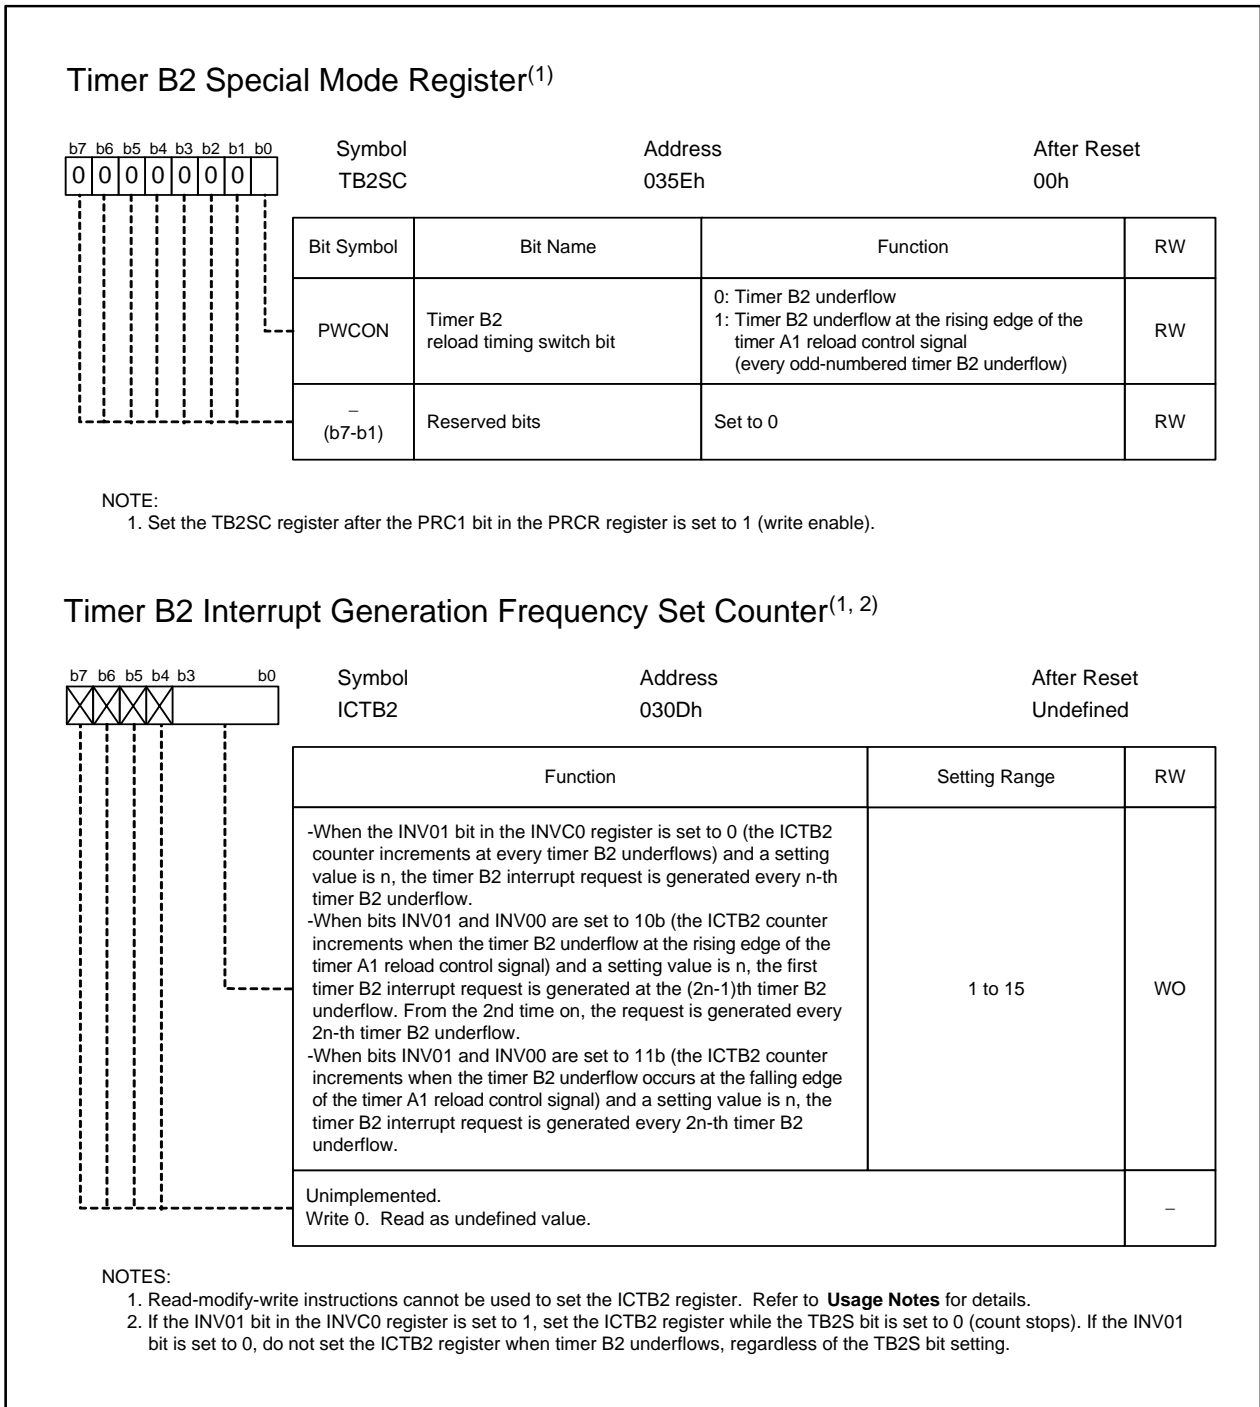 Timer B2 Special Mode Register(1)
b7 b6 b5 b4 b3 b2 b1 b0
0 0 0 0 0 0 0
Symbol Address After Reset
TB2SC 035Eh 00h
Bit Symbol Bit Name Function RW
PWCON
Timer B2
reload timing switch bit
0: Timer B2 underflow
1: Timer B2 underflow at the rising edge of the
timer A1 reload control signal
(every odd-numbered timer B2 underflow)
RW
–
(b7-b1)
Reserved bits
Set to 0
RW
NOTE:
1. Set the TB2SC register after the PRC1 bit in the PRCR register is set to 1 (write enable).
Timer B2 Interrupt Generation Frequency Set Counter(1, 2)
b7 b6 b5 b4 b3 b0
Symbol Address After Reset
ICTB2 030Dh Undefined
Function Setting Range RW
-When the INV01 bit in the INVC0 register is set to 0 (the ICTB2
counter increments at every timer B2 underflows) and a setting
value is n, the timer B2 interrupt request is generated every n-th
timer B2 underflow.
-When bits INV01 and INV00 are set to 10b (the ICTB2 counter
increments when the timer B2 underflow at the rising edge of the
timer A1 reload control signal) and a setting value is n, the first
timer B2 interrupt request is generated at the (2n-1)th timer B2
underflow. From the 2nd time on, the request is generated every
2n-th timer B2 underflow.
-When bits INV01 and INV00 are set to 11b (the ICTB2 counter
increments when the timer B2 underflow occurs at the falling edge
of the timer A1 reload control signal) and a setting value is n, the
timer B2 interrupt request is generated every 2n-th timer B2
underflow.
1 to 15
WO
Unimplemented.
Write 0. Read as undefined value.
–
NOTES:
1. Read-modify-write instructions cannot be used to set the ICTB2 register. Refer to Usage Notes for details.
2. If the INV01 bit in the INVC0 register is set to 1, set the ICTB2 register while the TB2S bit is set to 0 (count stops). If the INV01
bit is set to 0, do not set the ICTB2 register when timer B2 underflows, regardless of the TB2S bit setting.